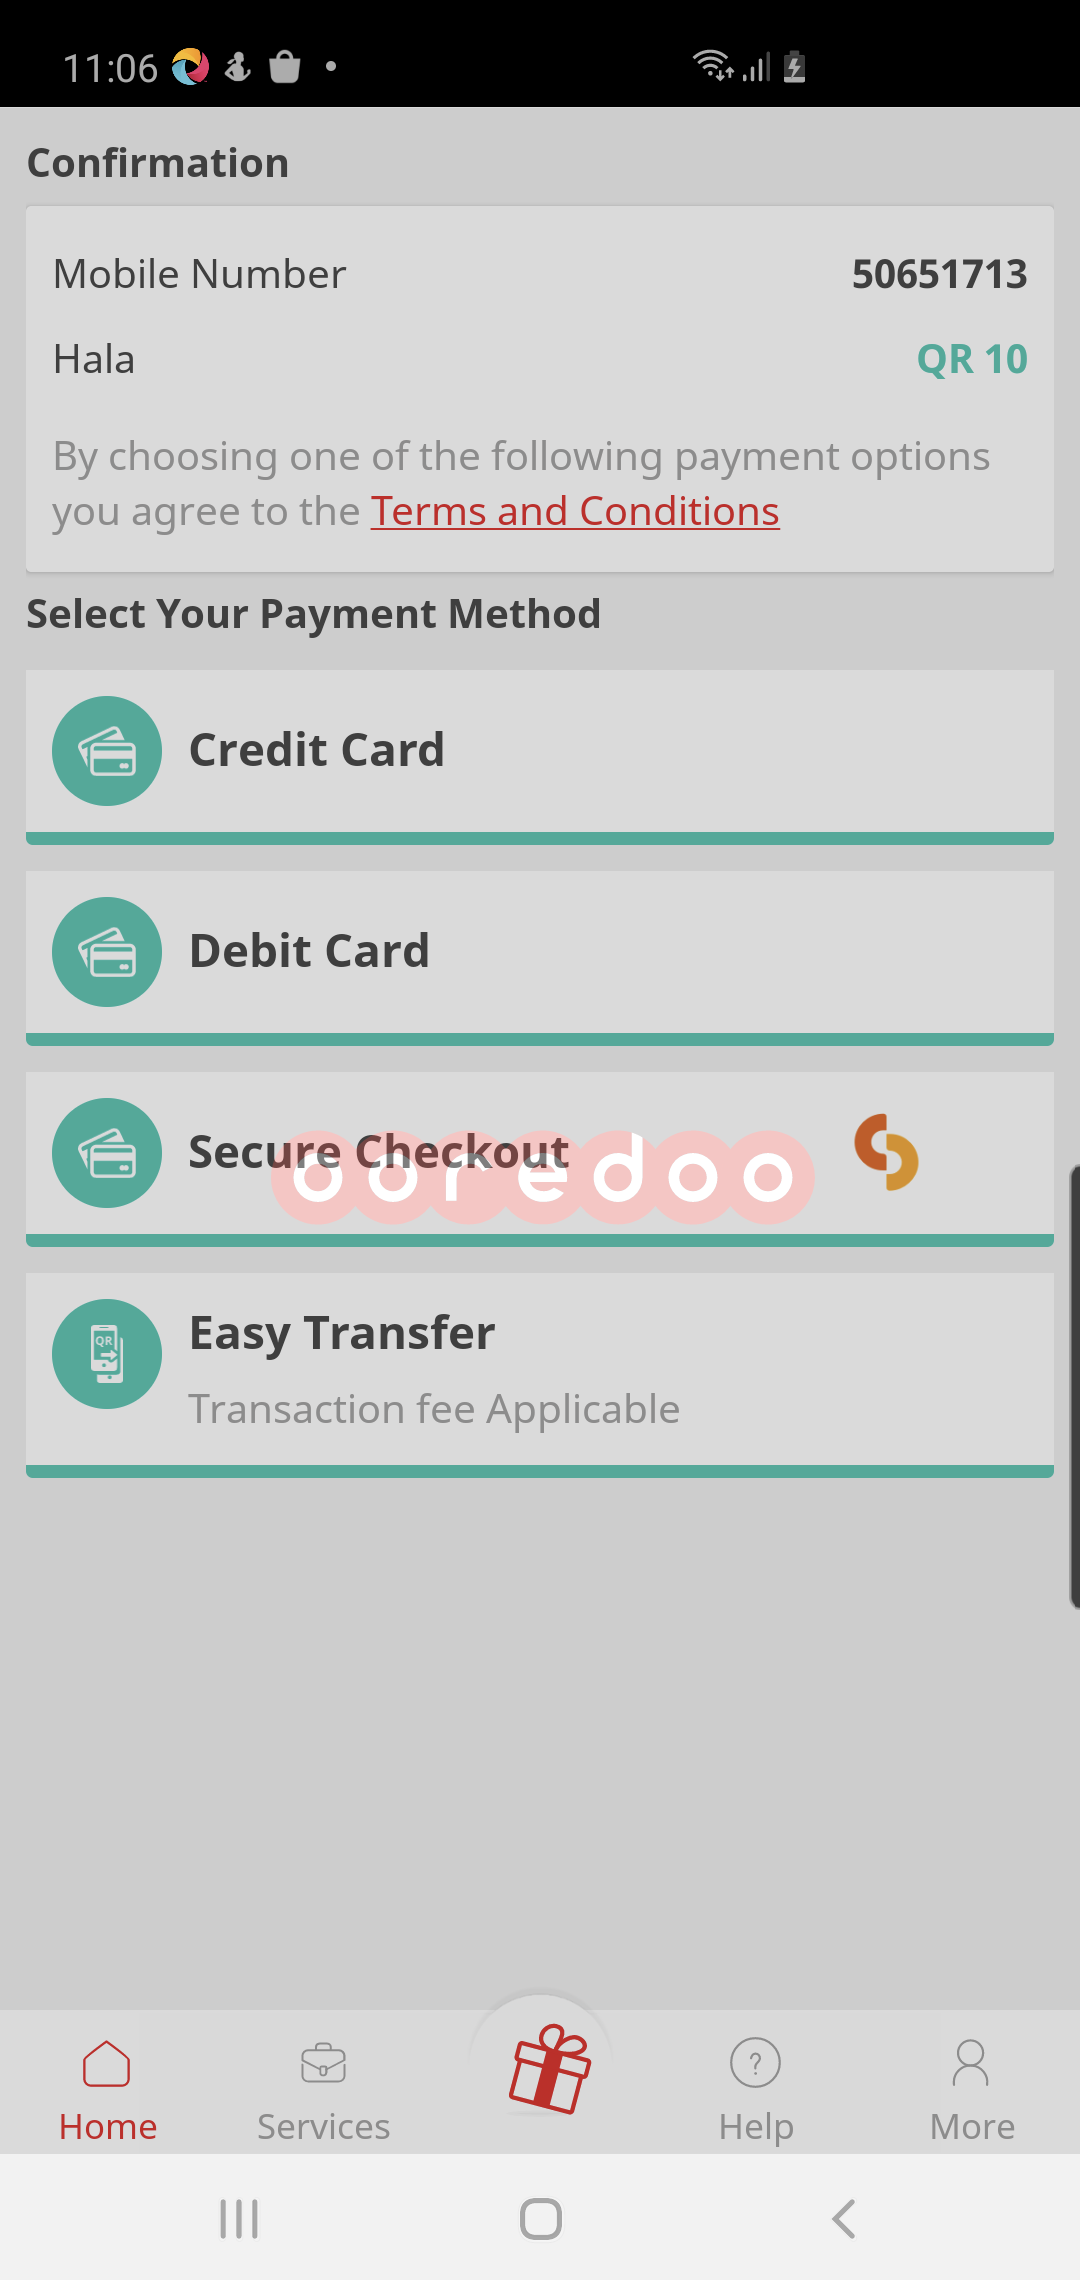 11:06
Confirmation
Mobile Number 50651713
Hala QR 10
By choosing one of the following payment options
you agree to the Terms and Conditions
Select Your Payment Method
Credit Card
Debit Card
Secure Checkout
ooredoo
QR
Easy Transfer
Transaction fee Applicable
Home Services ? Help More